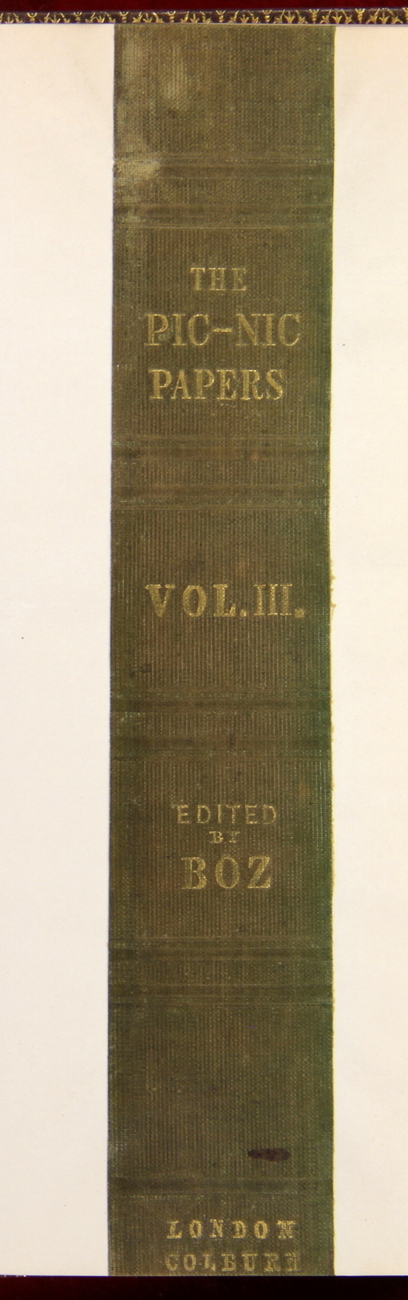 THE
PIC-NIC
PAPERS
VOL. III.
EDITED
BY
BOZ
LONDON
COLBURN